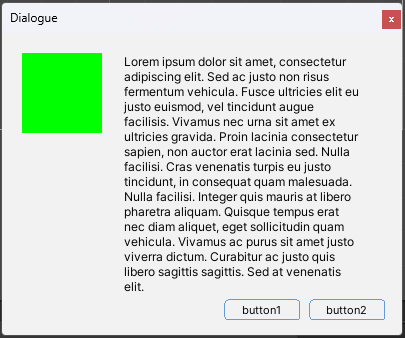 Dialogue
x
Lorem ipsum dolor sit amet, consectetur
adipiscing elit. Sed ac justo non risus
fermentum vehicula. Fusce ultricies elit eu
justo euismod, vel tincidunt augue
facilisis. Vivamus nec urna sit amet ex
ultricies gravida. Proin lacinia consectetur
sapien, non auctor erat lacinia sed. Nulla
facilisi. Cras venenatis turpis eu justo
tincidunt, in consequat quam malesuada.
Nulla facilisi. Integer quis mauris at libero
pharetra aliquam. Quisque tempus erat
nec diam aliquet, eget sollicitudin quam
vehicula. Vivamus ac purus sit amet justo
viverra dictum. Curabitur ac justo quis
libero sagittis sagittis. Sed at venenatis
elit.
button1
button2